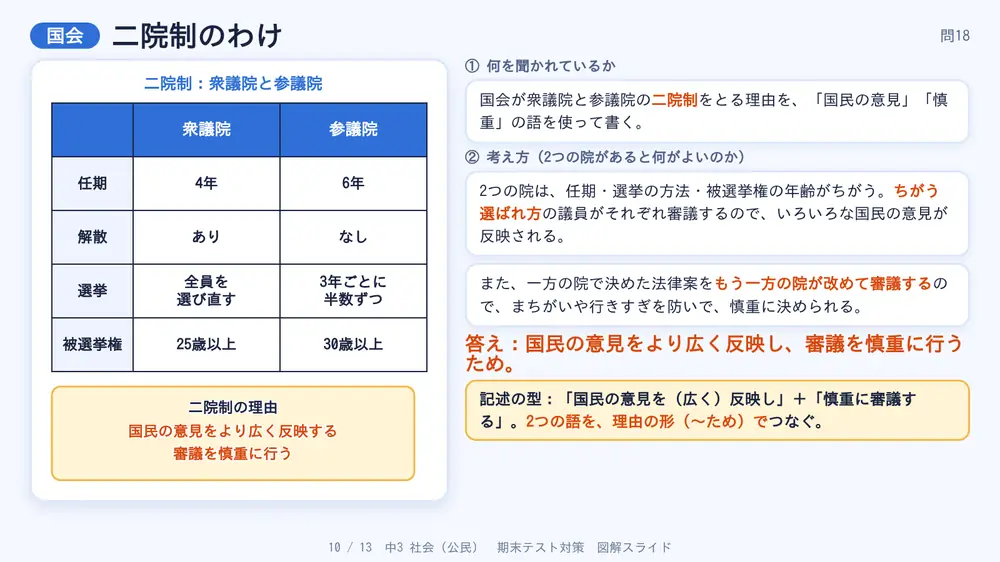 国会 二院制のわけ
問18
二院制：衆議院と参議院
衆議院 参議院
任期 4年 6年
解散 あり なし
選挙 全員を選び直す 3年ごとに半数ずつ
被選挙権 25歳以上 30歳以上
二院制の理由
国民の意見をより広く反映する
審議を慎重に行う
① 何を聞かれているか
国会が衆議院と参議院の二院制をとる理由を、「国民の意見」「慎
重」の語を使って書く。
② 考え方（2つの院があると何がよいのか）
2つの院は、任期・選挙の方法・被選挙権の年齢がちがう。ちがう
選ばれ方の議員がそれぞれ審議するので、いろいろな国民の意見が
反映される。
また、一方の院で決めた法律案をもう一方の院が改めて審議するの
で、まちがいや行きすぎを防いで、慎重に決められる。
答え：国民の意見をより広く反映し、審議を慎重に行う
ため。
記述の型：「国民の意見を（広く）反映し」＋「慎重に審議す
る」。2つの語を、理由の形（〜ため）でつなぐ。
10 / 13 中3 社会（公民） 期末テスト対策 図解スライド